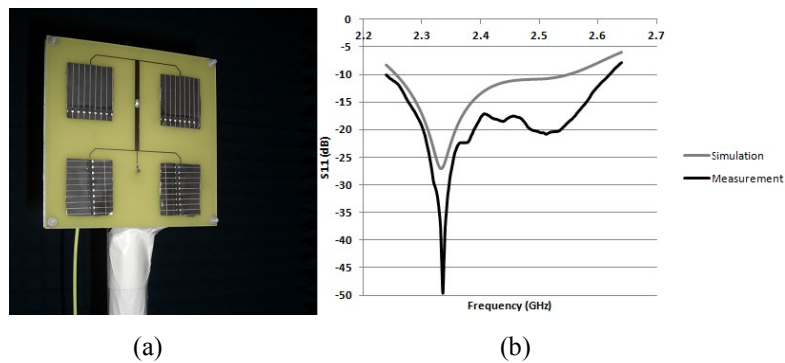 0
2.2 2.3 2.4 2.5 2.6 2.7
-5
-10
-15
-20
-25
-30
-35
-40
-45
-50
S11 (dB)
Frequency (GHz)
Simulation
Measurement
(a) (b)